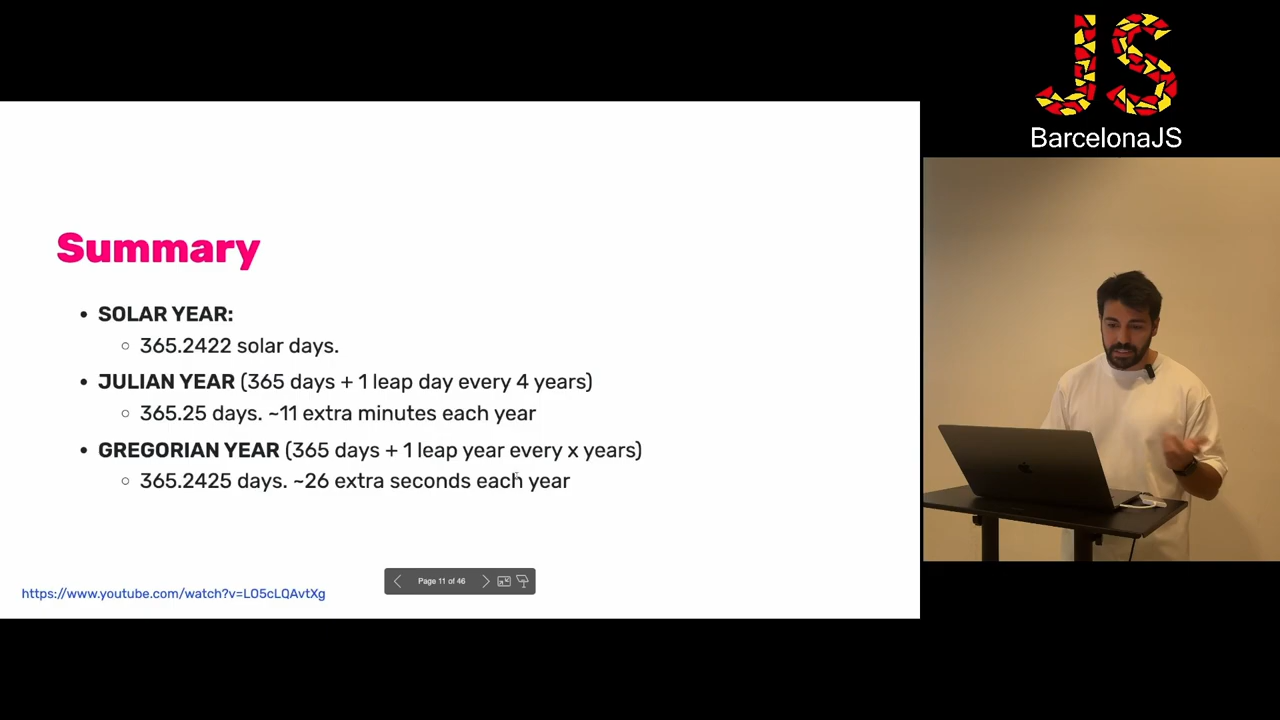 JS
BarcelonaJS
Summary
• SOLAR YEAR:
○ 365.2422 solar days.
• JULIAN YEAR (365 days + 1 leap day every 4 years)
○ 365.25 days. ~11 extra minutes each year
• GREGORIAN YEAR (365 days + 1 leap year every x years)
○ 365.2425 days. ~26 extra seconds each year
Page 11 of 46
https://www.youtube.com/watch?v=LO5cLQAvtXg